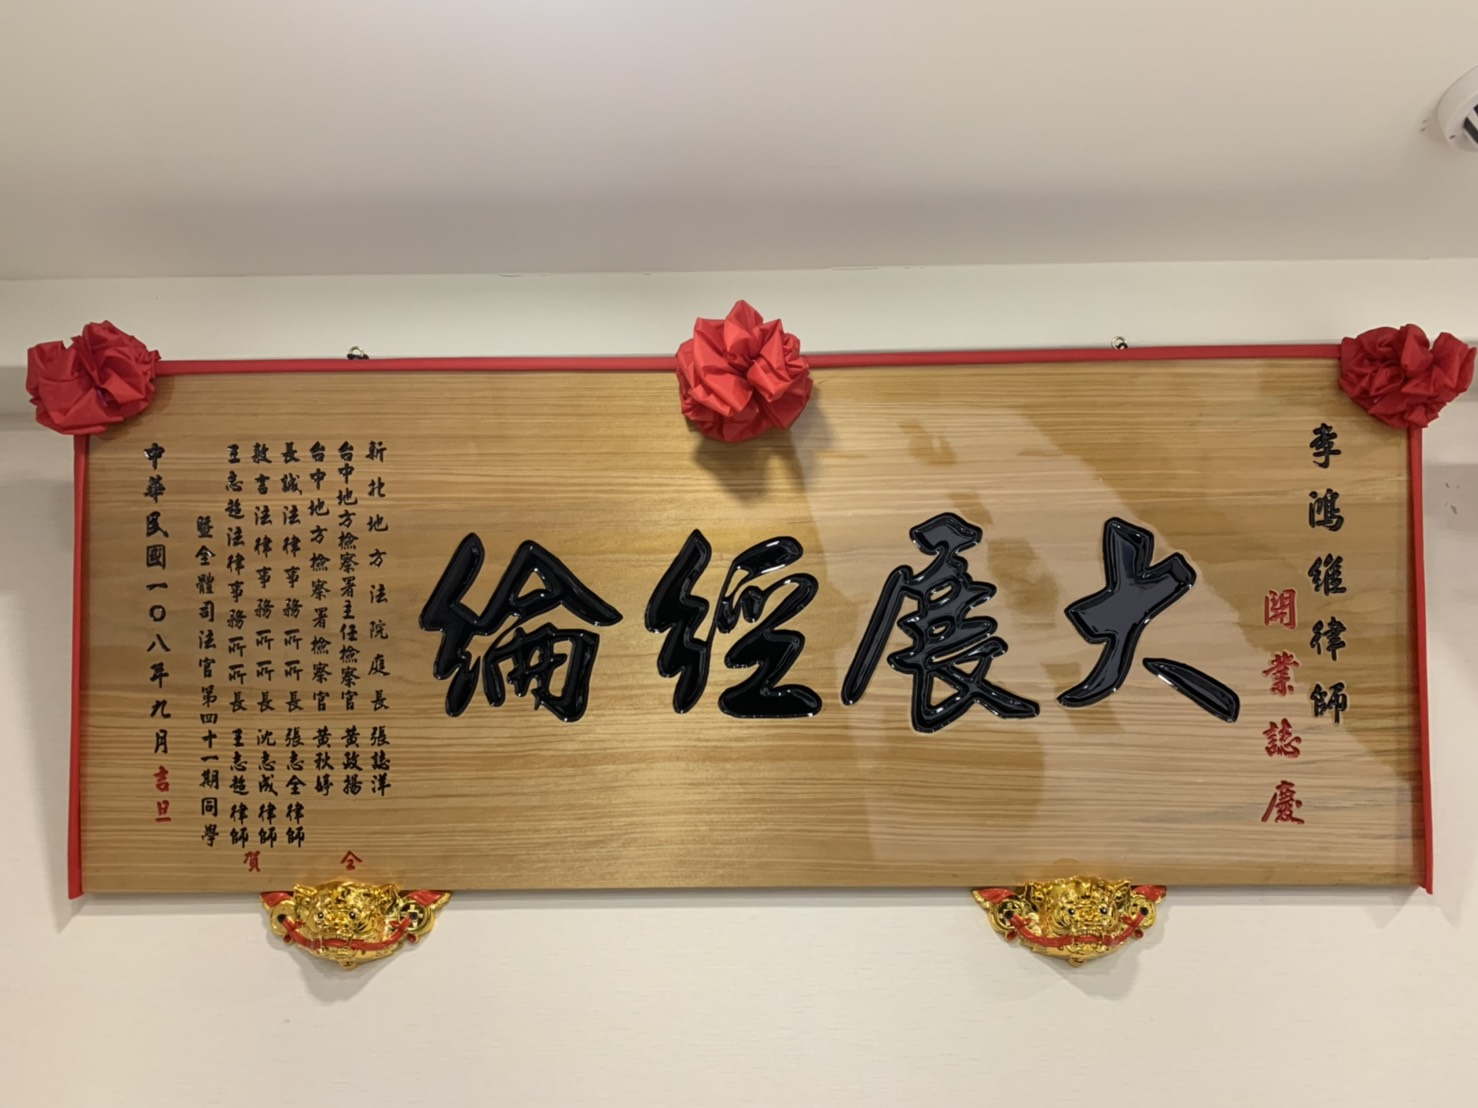 李鴻維律師
開業誌慶
大展經綸
新北地方法院庭長 張誌洋
台中地方檢察署主任檢察官 黃政揚
台中地方檢察署檢察官 黃秋婷
長誠法律事務所所長 張志全律師
敦書法律事務所所長 沈志成律師
王志超法律事務所所長 王志超律師
暨全體司法官第四十一期同學
仝賀
中華民國一〇八年九月吉旦